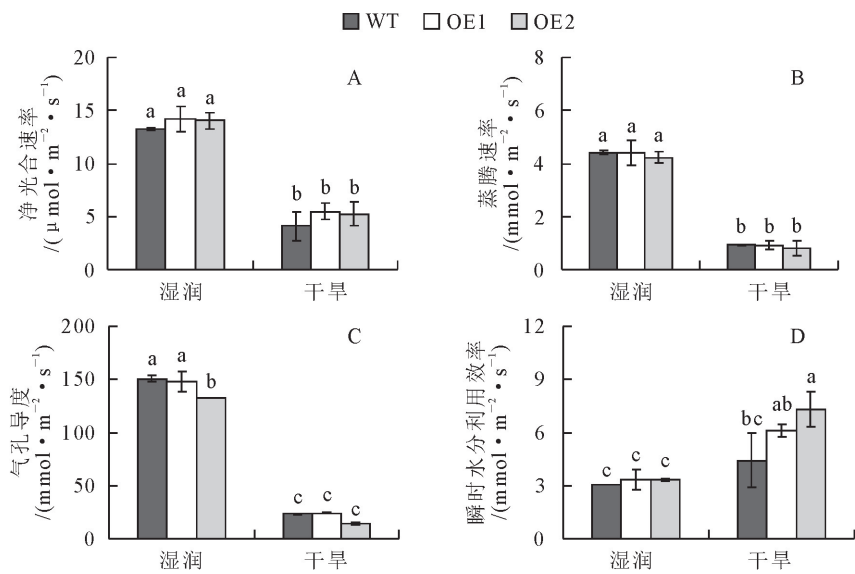 WT OE1 OE2
A
净光合速率
/(μmol·m⁻²·s⁻¹)
20
15
10
5
0
a a a
b b b
湿润 干旱
B
蒸腾速率
/(mmol·m⁻²·s⁻¹)
8
6
4
2
0
a a a
b b b
湿润 干旱
C
气孔导度
/(mmol·m⁻²·s⁻¹)
200
150
100
50
0
a a b
c c c
湿润 干旱
D
瞬时水分利用效率
/(mmol·m⁻²·s⁻¹)
12
9
6
3
0
c c c
bc ab a
湿润 干旱